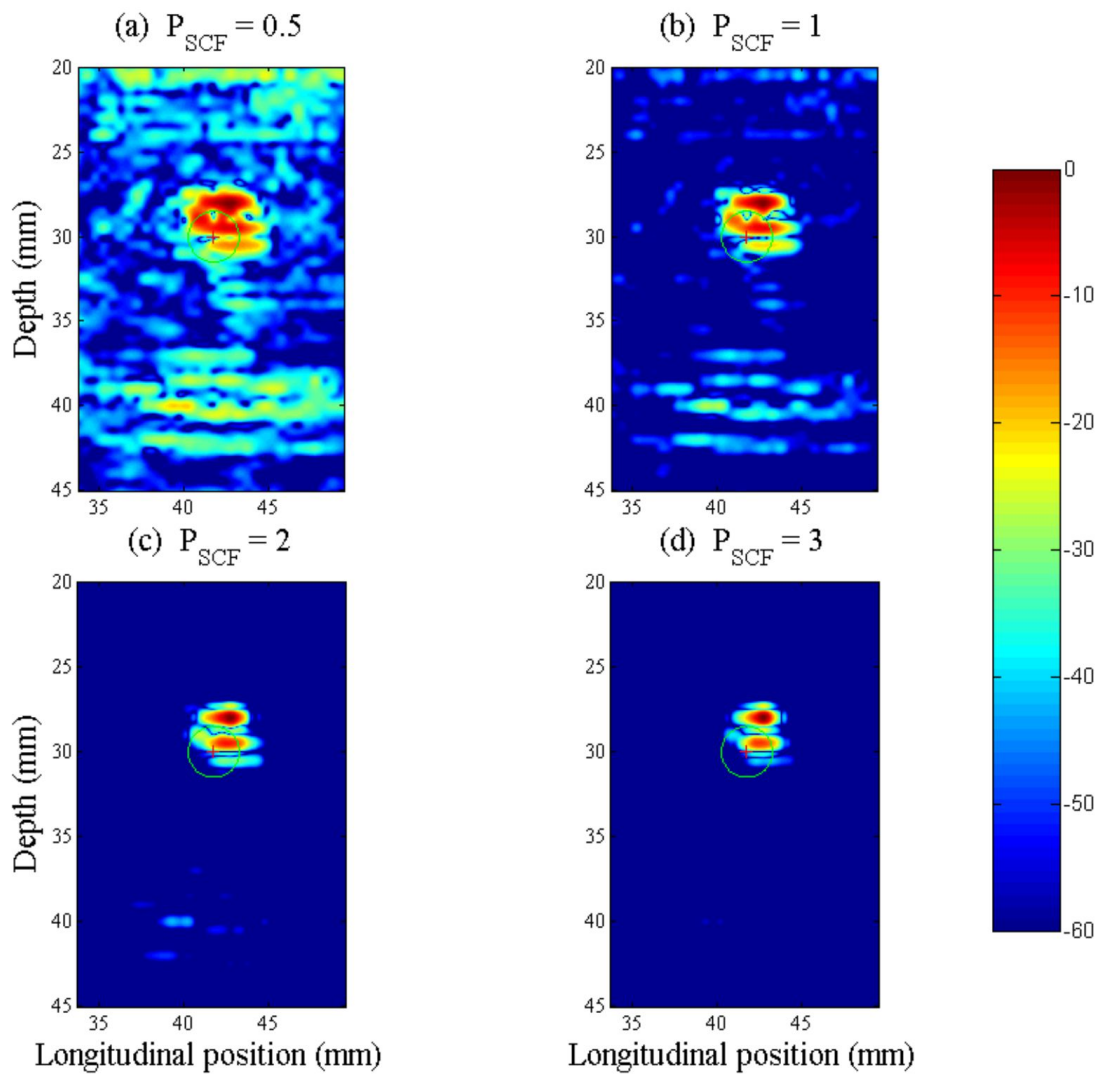 (a) P_SCF = 0.5 (b) P_SCF = 1
20 20 0
25 25
Depth (mm) 30 30 -10
35 35
40 40 -20
45 45
35 40 45 35 40 45
(c) P_SCF = 2 (d) P_SCF = 3 -30
20 20
25 25 -40
Depth (mm) 30 30
35 35 -50
40 40 -60
45 45
35 40 45 35 40 45
Longitudinal position (mm) Longitudinal position (mm)